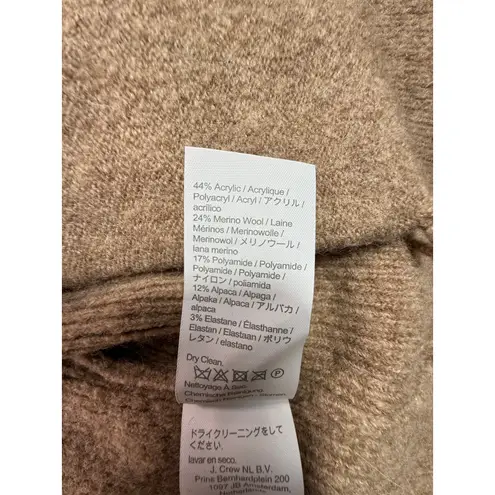 44% Acrylic / Acrylique /
Polyacryl / Acryl / アクリル /
acrílico
24% Merino Wool / Laine
Mérinos / Merinowolle /
Merinowol / メリノウール /
lana merino
17% Polyamide / Polyamide /
Polyamide / Polyamide /
ナイロン / poliamida
12% Alpaca / Alpaga /
Alpaka / Alpaca / アルパカ /
alpaca
3% Elastane / Élasthanne /
Elastan / Elastaan / ポリウ
レタン / elastano
Dry Clean.
Nettoyage À Sec.
Chemische Reinigung.
ドライクリーニングをして
ください.
lavar en seco.
J. Crew NL B.V.
Prins Bernhardplein 200
1097 JB Amsterdam,
Netherlands